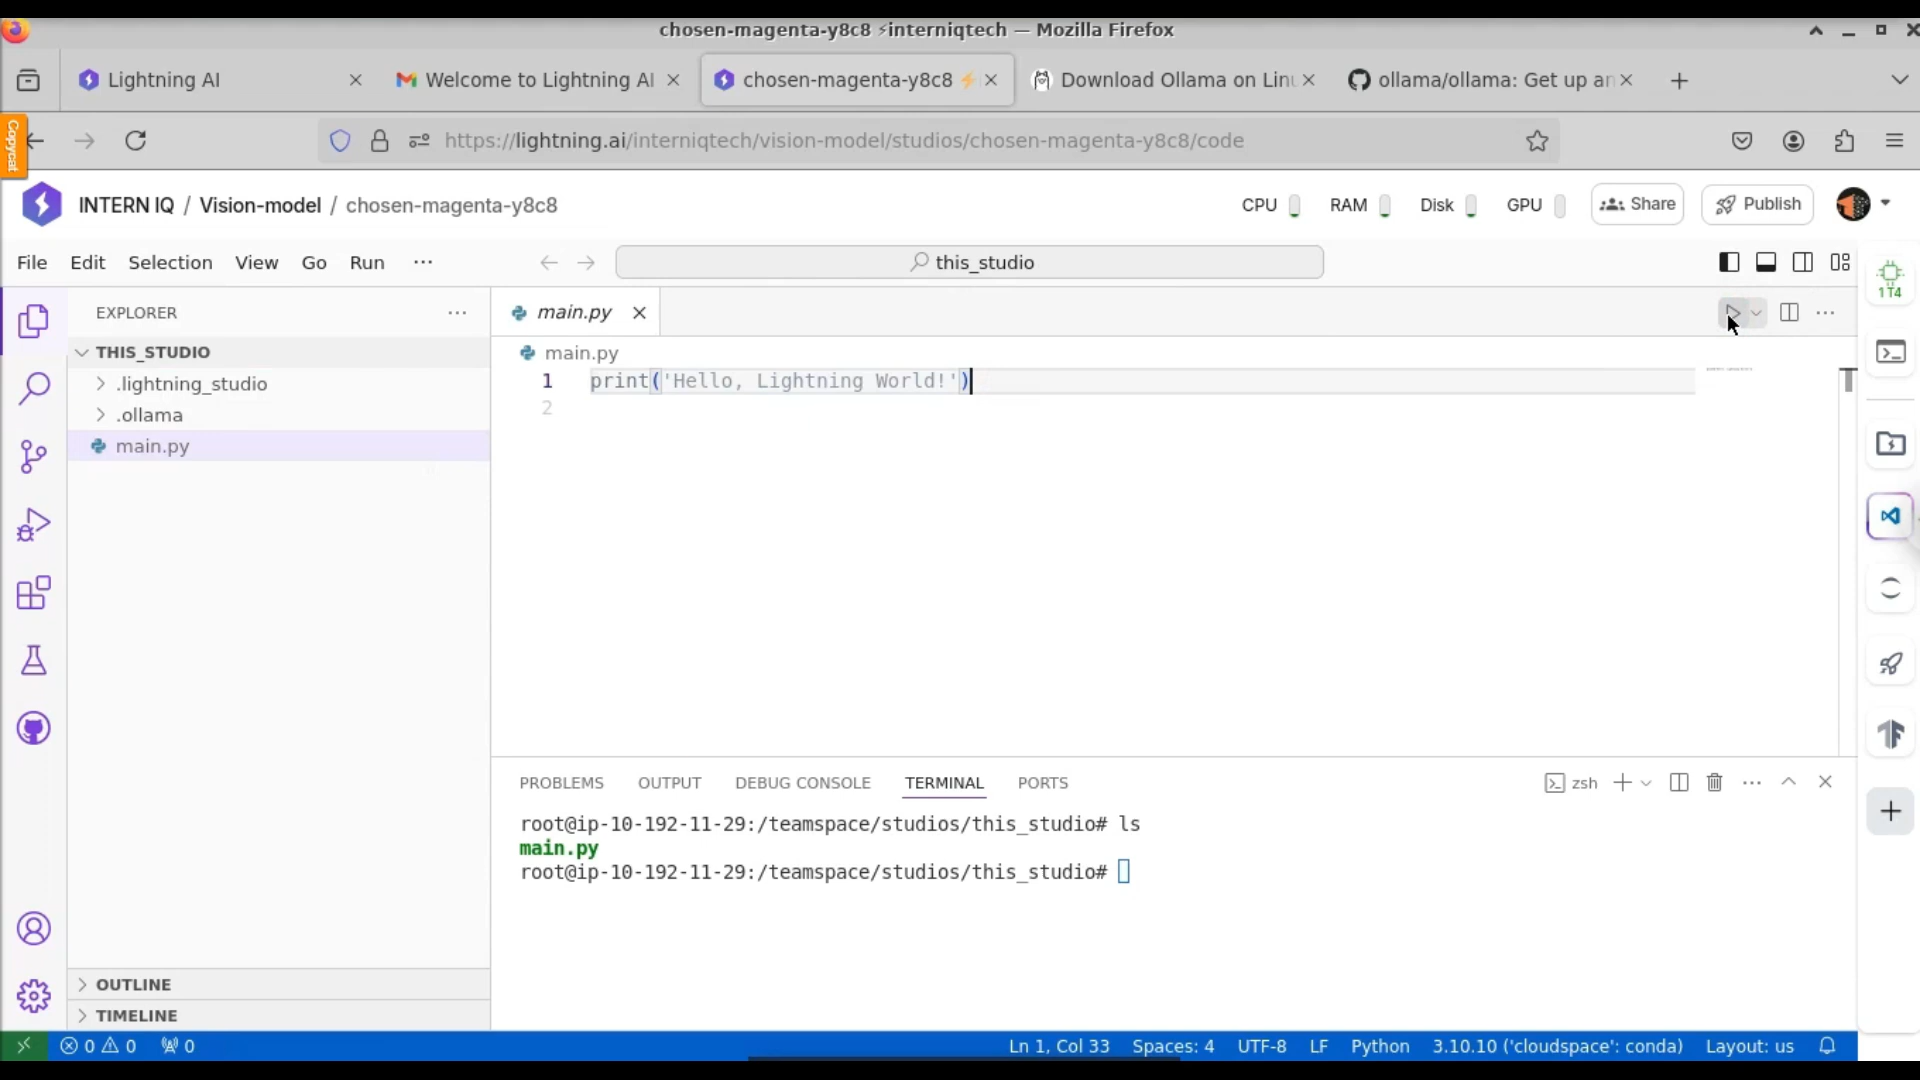 chosen-magenta-y8c8 ⚡interniqtech — Mozilla Firefox
Lightning AI
Welcome to Lightning AI
chosen-magenta-y8c8 ⚡
Download Ollama on Linu
ollama/ollama: Get up an
Copycat
https://lightning.ai/interniqtech/vision-model/studios/chosen-magenta-y8c8/code
INTERN IQ / Vision-model / chosen-magenta-y8c8
CPU RAM Disk GPU Share Publish
File Edit Selection View Go Run ···
this_studio
1T4
EXPLORER ···
main.py
THIS_STUDIO
main.py
.lightning_studio
1 print('Hello, Lightning World!')
.ollama
2
main.py
PROBLEMS OUTPUT DEBUG CONSOLE TERMINAL PORTS
zsh
root@ip-10-192-11-29:/teamspace/studios/this_studio# ls
main.py
root@ip-10-192-11-29:/teamspace/studios/this_studio#
OUTLINE
TIMELINE
0 0 0
Ln 1, Col 33 Spaces: 4 UTF-8 LF Python 3.10.10 ('cloudspace': conda) Layout: us